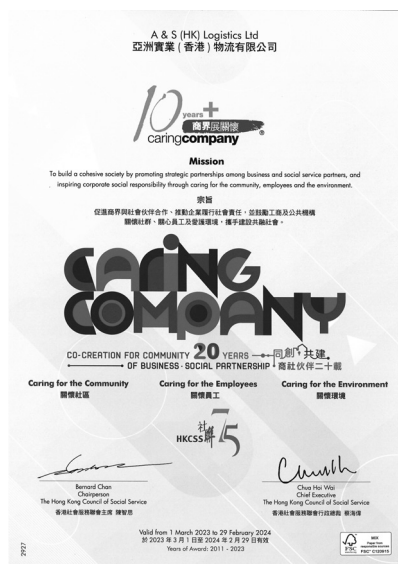 A & S (HK) Logistics Ltd
亞洲實業 ( 香港 ) 物流有限公司
10 years +
商界展關懷
caringcompany®
Mission
To build a cohesive society by promoting strategic partnerships among business and social service partners, and
inspiring corporate social responsibility through caring for the community, employees and the environment.
宗旨
促進商界與社會伙伴合作、推動企業履行社會責任，並鼓勵工商及公共機構
關懷社群、關心員工及愛護環境，攜手建設共融社會。
CARING
COMPANY
CO-CREATION FOR COMMUNITY 20 YEARS 同創共建
OF BUSINESS·SOCIAL PARTNERSHIP 商社伙伴二十載
Caring for the Community Caring for the Employees Caring for the Environment
關懷社區 關懷員工 關懷環境
HKCSS 社聯 75
Bernard Chan
Chairperson
The Hong Kong Council of Social Service
香港社會服務聯會主席 陳智思
Chua Hoi Wai
Chief Executive
The Hong Kong Council of Social Service
香港社會服務聯會行政總裁 蔡海偉
Valid from 1 March 2023 to 29 February 2024
於 2023 年 3 月 1 日至 2024 年 2 月 29 日有效
Years of Award: 2011 - 2023
2927
FSC
MIX
Paper from
responsible sources
FSC® C120915